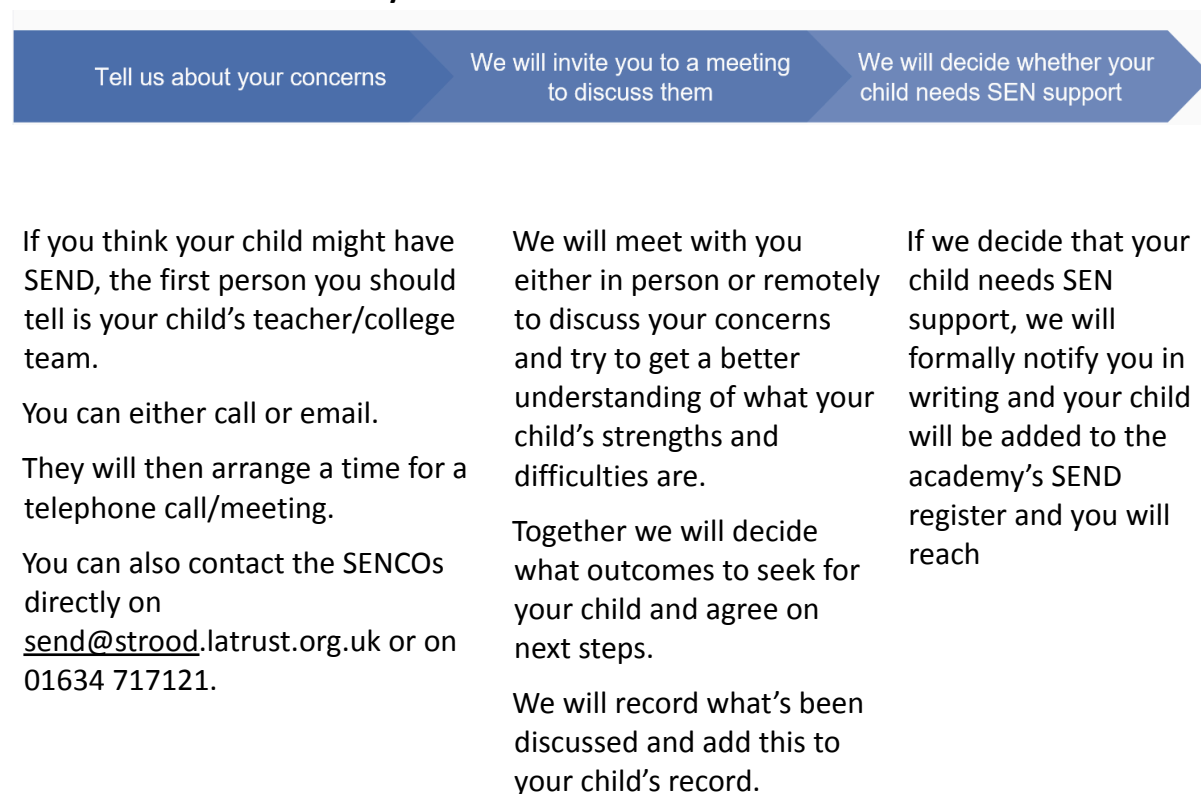 Tell us about your concerns
We will invite you to a meeting
to discuss them
We will decide whether your
child needs SEN support
If you think your child might have
SEND, the first person you should
tell is your child’s teacher/college
team.
You can either call or email.
They will then arrange a time for a
telephone call/meeting.
You can also contact the SENCOs
directly on
send@strood.latrust.org.uk or on
01634 717121.
We will meet with you
either in person or remotely
to discuss your concerns
and try to get a better
understanding of what your
child’s strengths and
difficulties are.
Together we will decide
what outcomes to seek for
your child and agree on
next steps.
We will record what’s been
discussed and add this to
your child’s record.
If we decide that your
child needs SEN
support, we will
formally notify you in
writing and your child
will be added to the
academy’s SEND
register and you will
reach